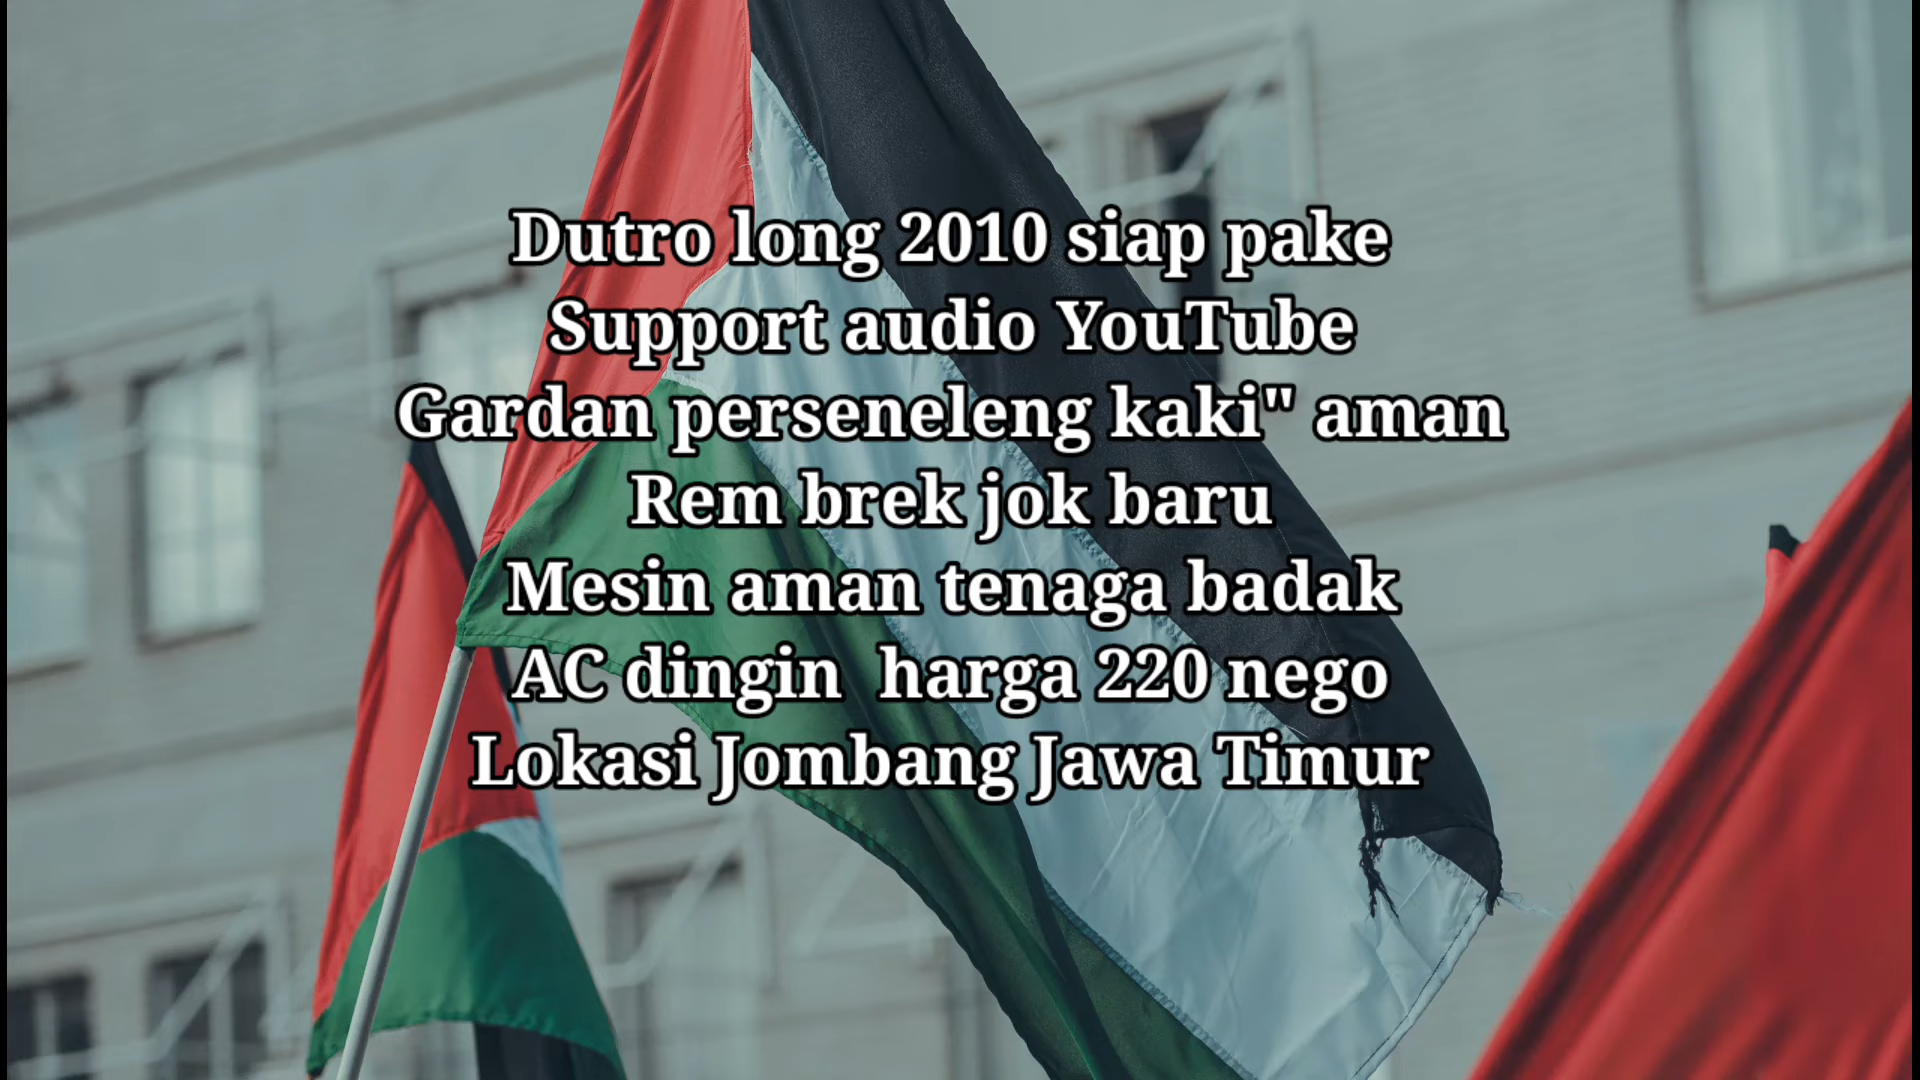 Dutro long 2010 siap pake
Support audio YouTube
Gardan perseneleng kaki" aman
Rem brek jok baru
Mesin aman tenaga badak
AC dingin  harga 220 nego
Lokasi Jombang Jawa Timur